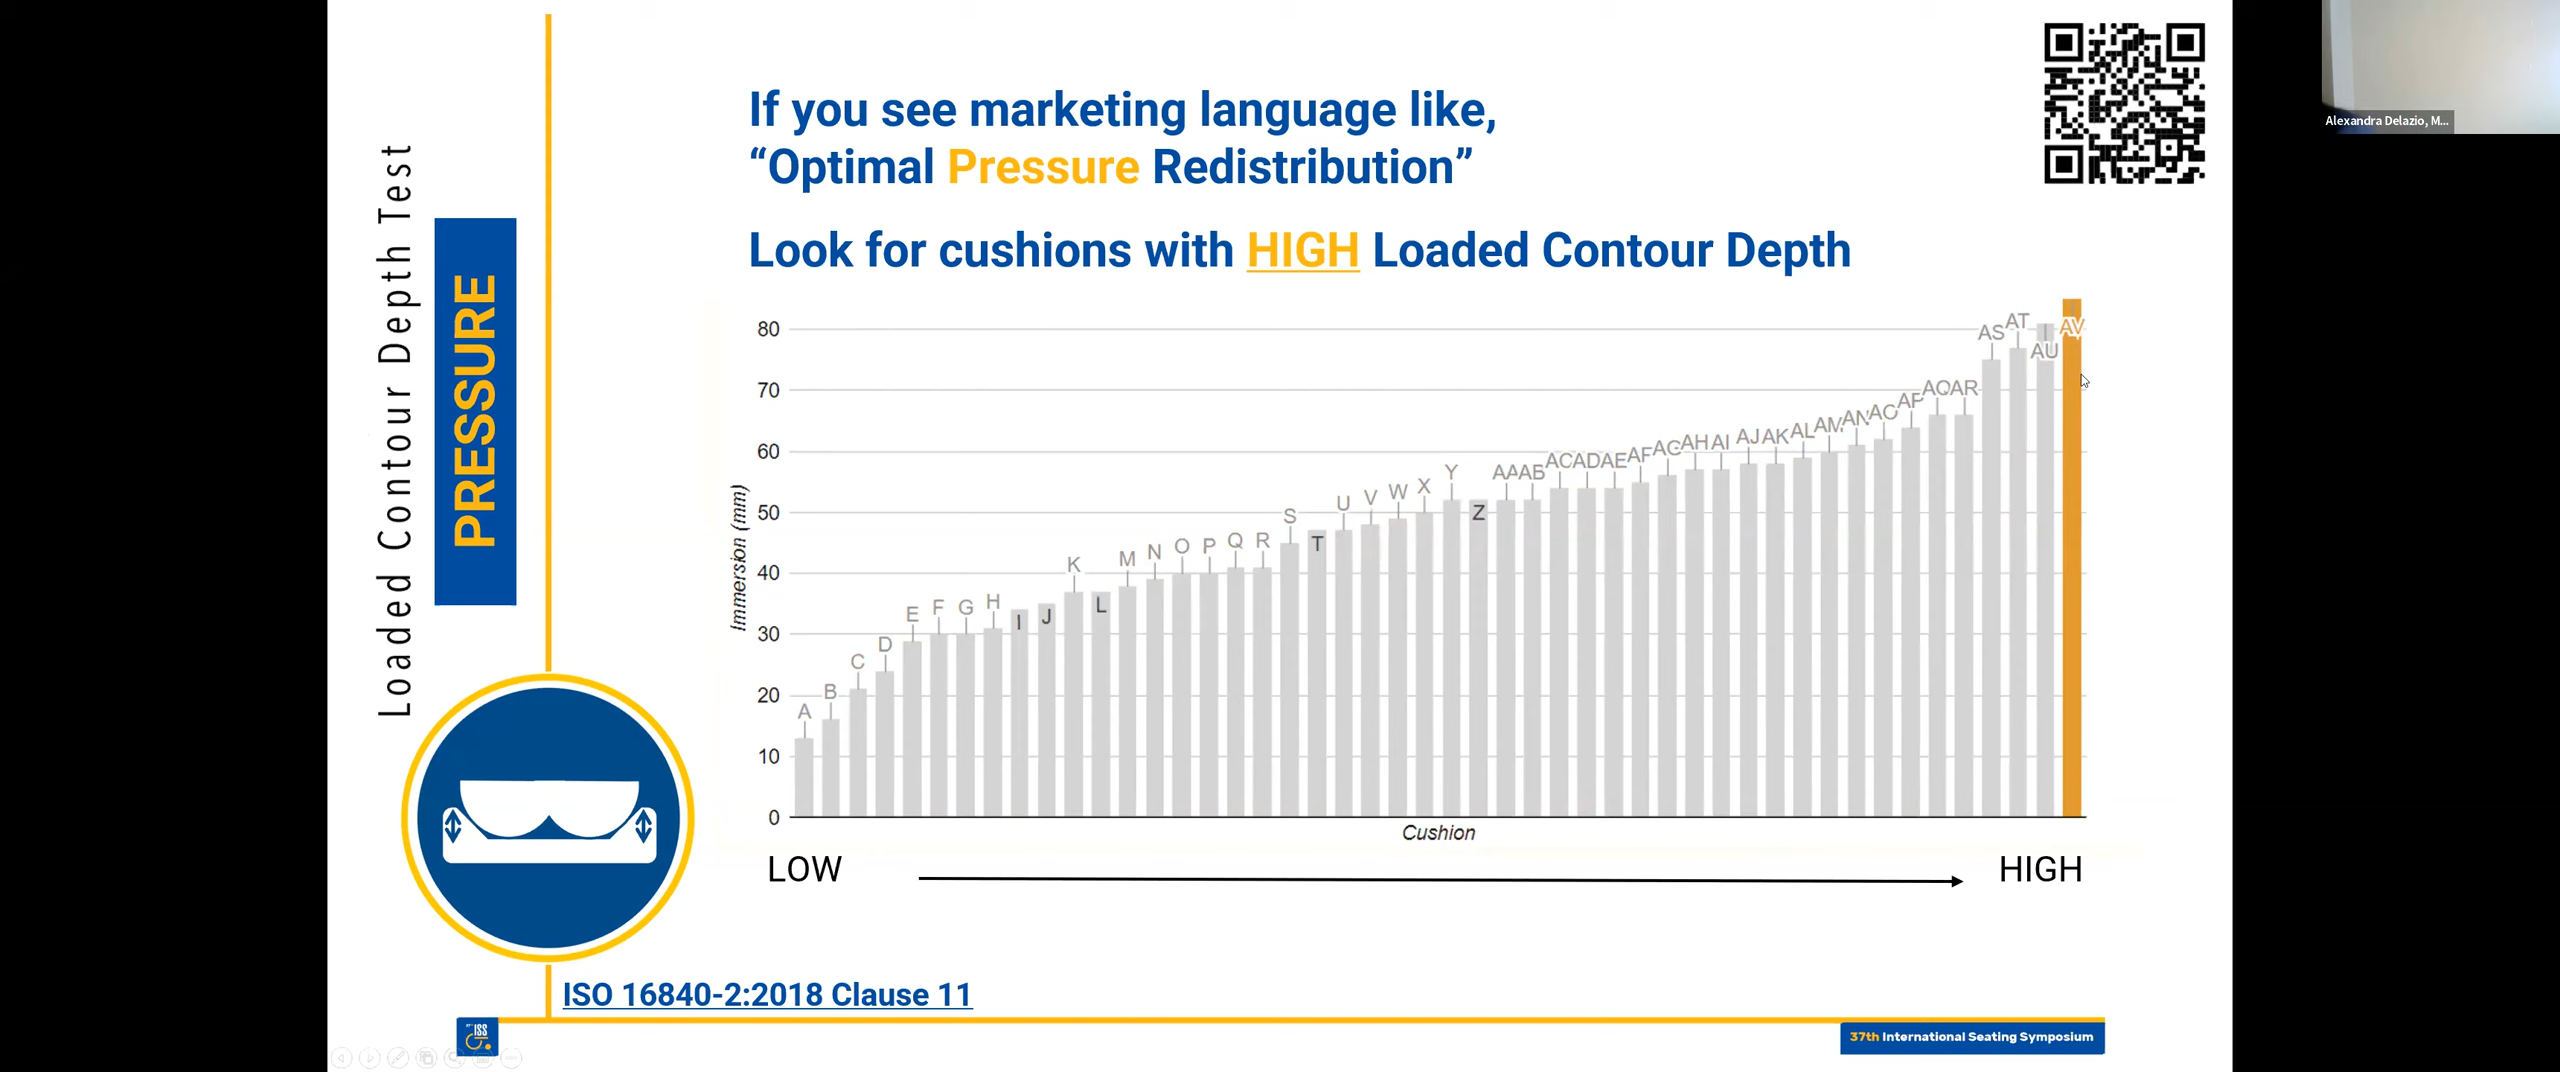 If you see marketing language like,
“Optimal Pressure Redistribution”
Look for cushions with HIGH Loaded Contour Depth
Loaded Contour Depth Test
PRESSURE
Alexandra Delazio, M...
Immersion (mm)
80
70
60
50
40
30
20
10
0
A B C D E F G H I J K L M N O P Q R S T U V W X Y Z AA AB AC AD AE AF AG AH AI AJ AK AL AM AN AO AP AQ AR AS AT AU AV
Cushion
LOW
HIGH
ISO 16840-2:2018 Clause 11
ISS
37th International Seating Symposium